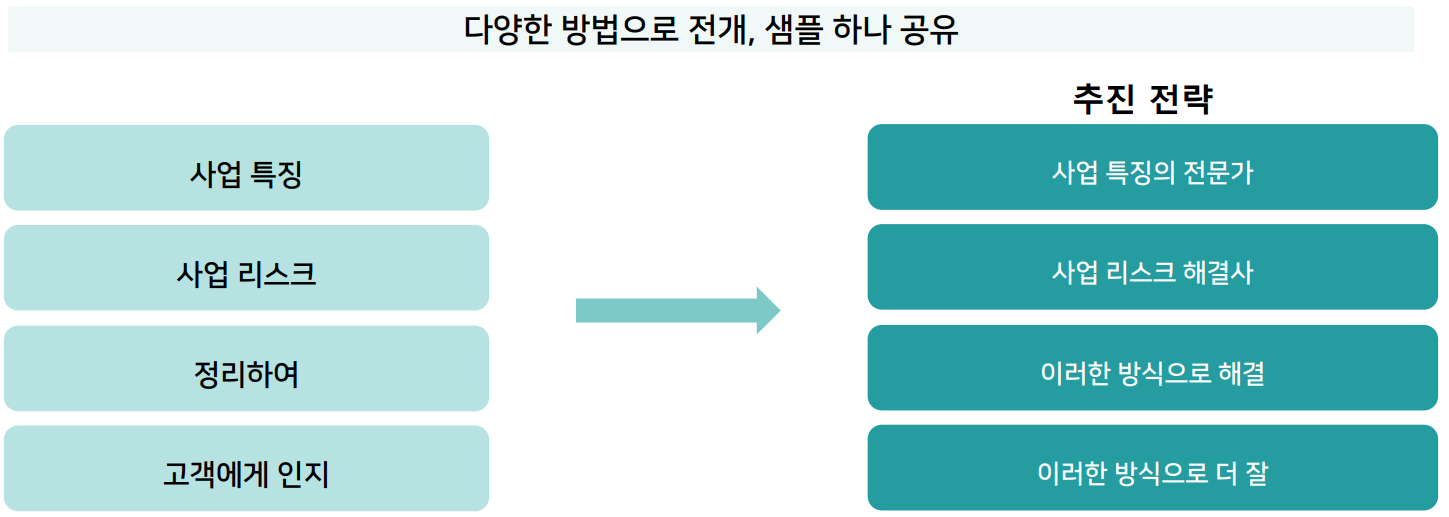 다양한 방법으로 전개, 샘플 하나 공유
사업 특징
사업 리스크
정리하여
고객에게 인지
추진 전략
사업 특징의 전문가
사업 리스크 해결사
이러한 방식으로 해결
이러한 방식으로 더 잘